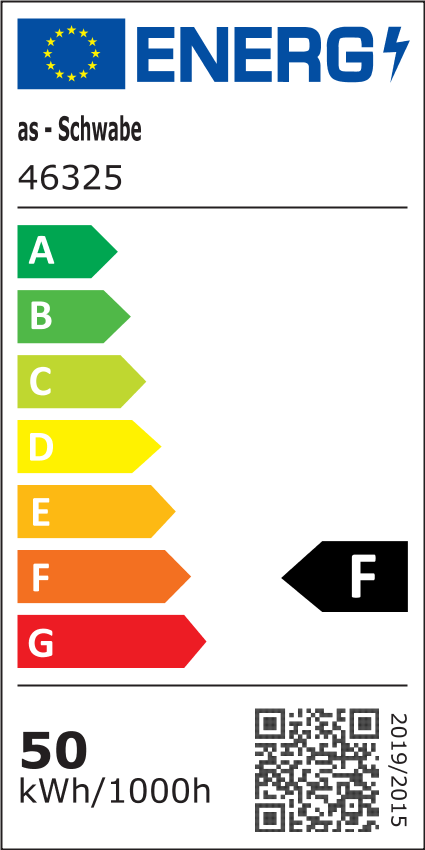 ENERG
as - Schwabe
46325
A
B
C
D
E
F
F
G
50
kWh/1000h
2019/2015